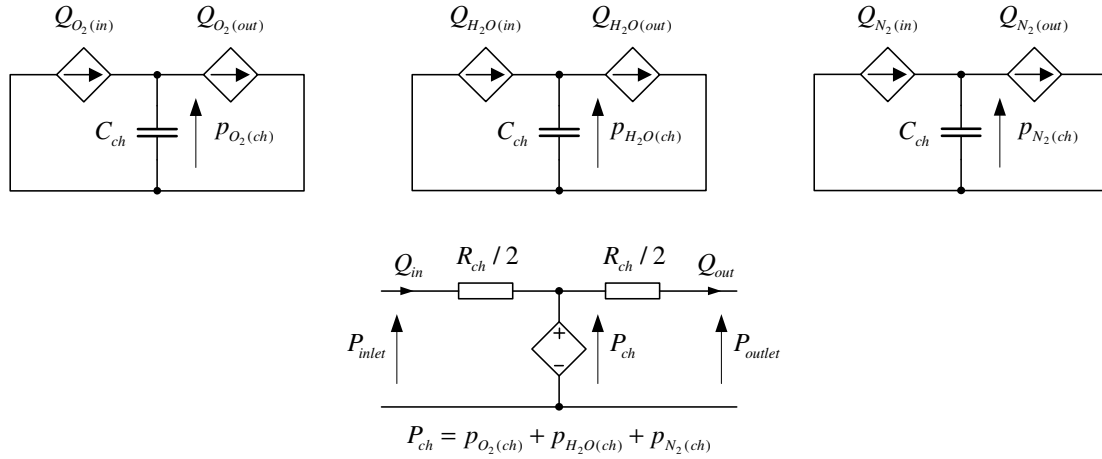 Q_{O_2(in)} Q_{O_2(out)} Q_{H_2O(in)} Q_{H_2O(out)} Q_{N_2(in)} Q_{N_2(out)}
C_{ch} p_{O_2(ch)} C_{ch} p_{H_2O(ch)} C_{ch} p_{N_2(ch)}
Q_{in} R_{ch} / 2 R_{ch} / 2 Q_{out}
P_{inlet} + − P_{ch} P_{outlet}
P_{ch} = p_{O_2(ch)} + p_{H_2O(ch)} + p_{N_2(ch)}